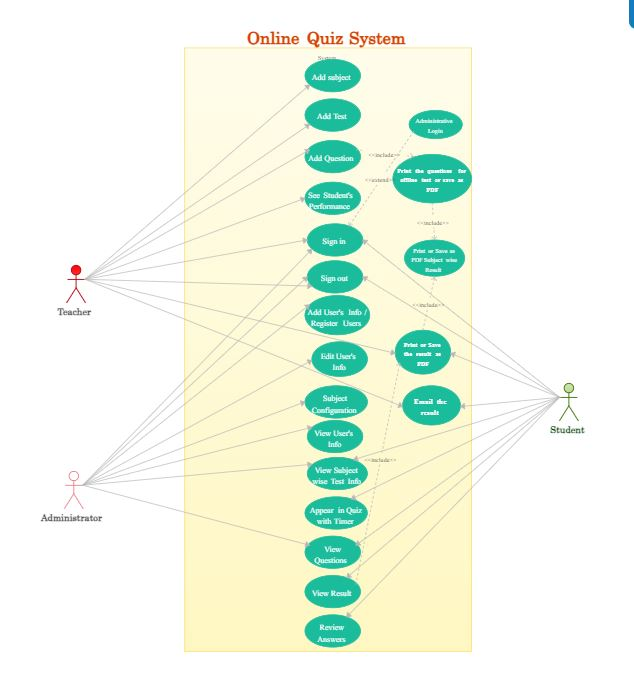 Online Quiz System
System
Add subject
Add Test
Administrative
Login
Add Question
<<include>>
Print the questions for
offline test or save as
PDF
<<extend>>
See Student's
Performance
<<include>>
Sign in
Print or Save as
PDF Subject wise
Result
Sign out
Teacher
Add User's Info /
Register Users
<<include>>
Edit User's
Info
Print or Save
the result as
PDF
Subject
Configuration
Email the
result
Student
View User's
Info
<<include>>
View Subject
wise Test Info
Administrator
Appear in Quiz
with Timer
View
Questions
View Result
Review
Answers